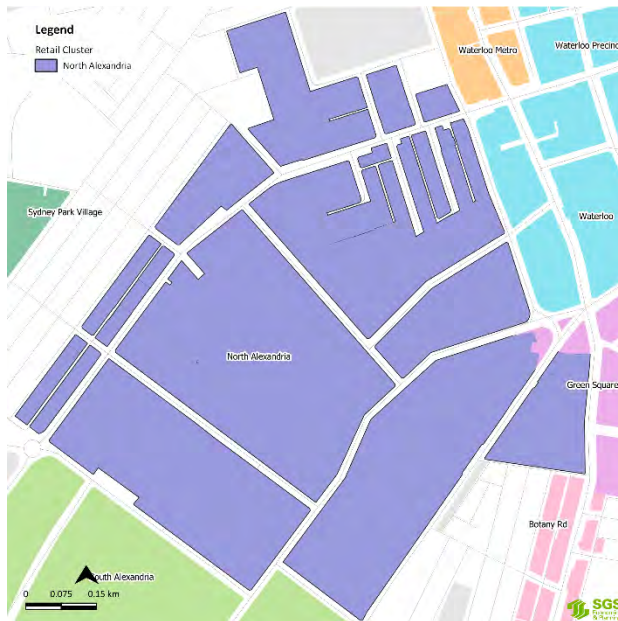 Legend
Retail Cluster
North Alexandria
Waterloo Metro
Waterloo Precinc
Sydney Park Village
Waterloo
North Alexandria
Green Square
Botany Rd
South Alexandria
0 0.075 0.15 km
SGS